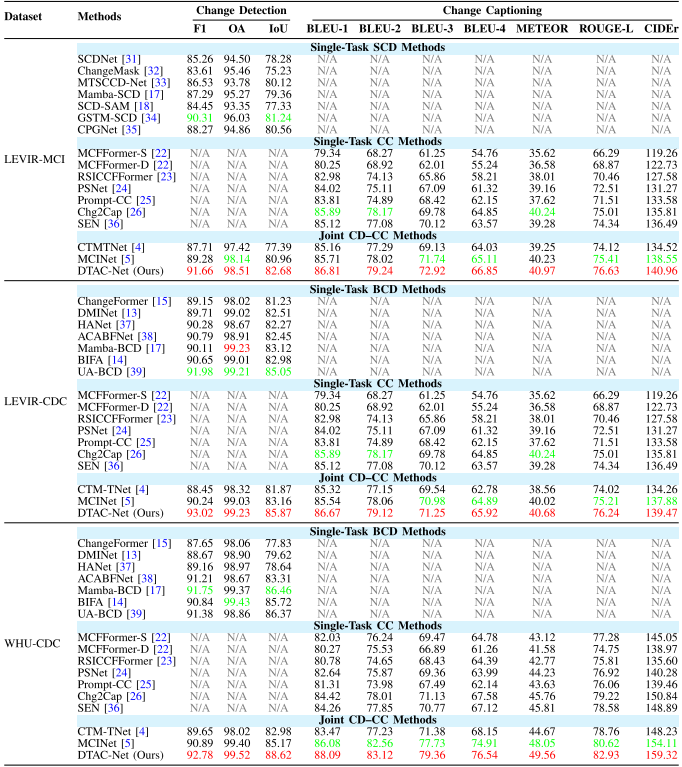 Dataset Methods Change Detection Change Captioning
F1 OA IoU BLEU-1 BLEU-2 BLEU-3 BLEU-4 METEOR ROUGE-L CIDEr
Single-Task SCD Methods
SCDNet [31] 85.26 94.50 78.28 N/A N/A N/A N/A N/A N/A N/A
ChangeMask [32] 83.61 95.46 75.23 N/A N/A N/A N/A N/A N/A N/A
MTSCCD-Net [33] 86.53 93.78 80.12 N/A N/A N/A N/A N/A N/A N/A
Mamba-SCD [17] 87.29 95.27 79.36 N/A N/A N/A N/A N/A N/A N/A
SCD-SAM [18] 84.45 93.35 77.33 N/A N/A N/A N/A N/A N/A N/A
GSTM-SCD [34] 90.31 96.03 81.24 N/A N/A N/A N/A N/A N/A N/A
CPGNet [35] 88.27 94.86 80.56 N/A N/A N/A N/A N/A N/A N/A
Single-Task CC Methods
LEVIR-MCI MCFFormer-S [22] N/A N/A N/A 79.34 68.27 61.25 54.76 35.62 66.29 119.26
MCFFormer-D [22] N/A N/A N/A 80.25 68.92 62.01 55.24 36.58 68.87 122.73
RSICCFFormer [23] N/A N/A N/A 82.98 74.13 65.86 58.21 38.01 70.46 127.58
PSNet [24] N/A N/A N/A 84.02 75.11 67.09 61.32 39.16 72.51 131.27
Prompt-CC [25] N/A N/A N/A 83.81 74.89 68.42 62.15 37.62 71.51 133.58
Chg2Cap [26] N/A N/A N/A 85.89 78.17 69.78 64.85 40.24 75.01 135.81
SEN [36] N/A N/A N/A 85.12 77.08 70.12 63.57 39.28 74.34 136.49
Joint CD–CC Methods
CTMTNet [4] 87.71 97.42 77.39 85.16 77.29 69.13 64.03 39.25 74.12 134.52
MCINet [5] 89.28 98.14 80.96 85.71 78.02 71.74 65.11 40.23 75.41 138.55
DTAC-Net (Ours) 91.66 98.51 82.68 86.81 79.24 72.92 66.85 40.97 76.63 140.96
Single-Task BCD Methods
ChangeFormer [15] 89.15 98.02 81.23 N/A N/A N/A N/A N/A N/A N/A
DMINet [13] 89.71 99.02 82.51 N/A N/A N/A N/A N/A N/A N/A
HANet [37] 90.28 98.67 82.27 N/A N/A N/A N/A N/A N/A N/A
ACABFNet [38] 90.79 98.91 82.45 N/A N/A N/A N/A N/A N/A N/A
Mamba-BCD [17] 90.11 99.23 83.12 N/A N/A N/A N/A N/A N/A N/A
BIFA [14] 90.65 99.01 82.98 N/A N/A N/A N/A N/A N/A N/A
UA-BCD [39] 91.98 99.21 85.05 N/A N/A N/A N/A N/A N/A N/A
Single-Task CC Methods
LEVIR-CDC MCFFormer-S [22] N/A N/A N/A 79.34 68.27 61.25 54.76 35.62 66.29 119.26
MCFFormer-D [22] N/A N/A N/A 80.25 68.92 62.01 55.24 36.58 68.87 122.73
RSICCFFormer [23] N/A N/A N/A 82.98 74.13 65.86 58.21 38.01 70.46 127.58
PSNet [24] N/A N/A N/A 84.02 75.11 67.09 61.32 39.16 72.51 131.27
Prompt-CC [25] N/A N/A N/A 83.81 74.89 68.42 62.15 37.62 71.51 133.58
Chg2Cap [26] N/A N/A N/A 85.89 78.17 69.78 64.85 40.24 75.01 135.81
SEN [36] N/A N/A N/A 85.12 77.08 70.12 63.57 39.28 74.34 136.49
Joint CD–CC Methods
CTM-TNet [4] 88.45 98.32 81.87 85.32 77.15 69.54 62.78 38.56 74.02 134.26
MCINet [5] 90.24 99.03 83.16 85.54 78.06 70.98 64.89 40.02 75.21 137.88
DTAC-Net (Ours) 93.02 99.23 85.87 86.67 79.12 71.25 65.92 40.68 76.24 139.47
Single-Task BCD Methods
ChangeFormer [15] 87.65 98.06 77.83 N/A N/A N/A N/A N/A N/A N/A
DMINet [13] 88.67 98.90 79.62 N/A N/A N/A N/A N/A N/A N/A
HANet [37] 89.16 98.97 78.64 N/A N/A N/A N/A N/A N/A N/A
ACABFNet [38] 91.21 98.67 83.31 N/A N/A N/A N/A N/A N/A N/A
Mamba-BCD [17] 91.75 99.37 86.46 N/A N/A N/A N/A N/A N/A N/A
BIFA [14] 90.84 99.43 85.72 N/A N/A N/A N/A N/A N/A N/A
UA-BCD [39] 91.38 98.86 86.37 N/A N/A N/A N/A N/A N/A N/A
Single-Task CC Methods
WHU-CDC MCFFormer-S [22] N/A N/A N/A 82.03 76.24 69.47 64.78 43.12 77.28 145.05
MCFFormer-D [22] N/A N/A N/A 80.27 75.53 66.89 61.26 41.58 74.75 138.97
RSICCFFormer [23] N/A N/A N/A 80.78 74.65 68.43 64.39 42.77 75.81 135.60
PSNet [24] N/A N/A N/A 82.64 75.87 69.36 63.99 44.23 76.92 140.28
Prompt-CC [25] N/A N/A N/A 81.31 73.98 67.49 62.14 43.63 76.06 139.46
Chg2Cap [26] N/A N/A N/A 84.42 78.01 71.13 67.58 45.76 79.22 150.84
SEN [36] N/A N/A N/A 84.26 77.85 70.77 67.12 45.81 78.58 148.89
Joint CD–CC Methods
CTM-TNet [4] 89.65 98.02 82.98 83.47 77.23 71.38 68.15 44.67 78.76 148.23
MCINet [5] 90.89 99.40 85.17 86.08 82.56 77.73 74.91 48.05 80.62 154.11
DTAC-Net (Ours) 92.78 99.52 88.62 88.09 83.12 79.36 76.54 49.56 82.93 159.32